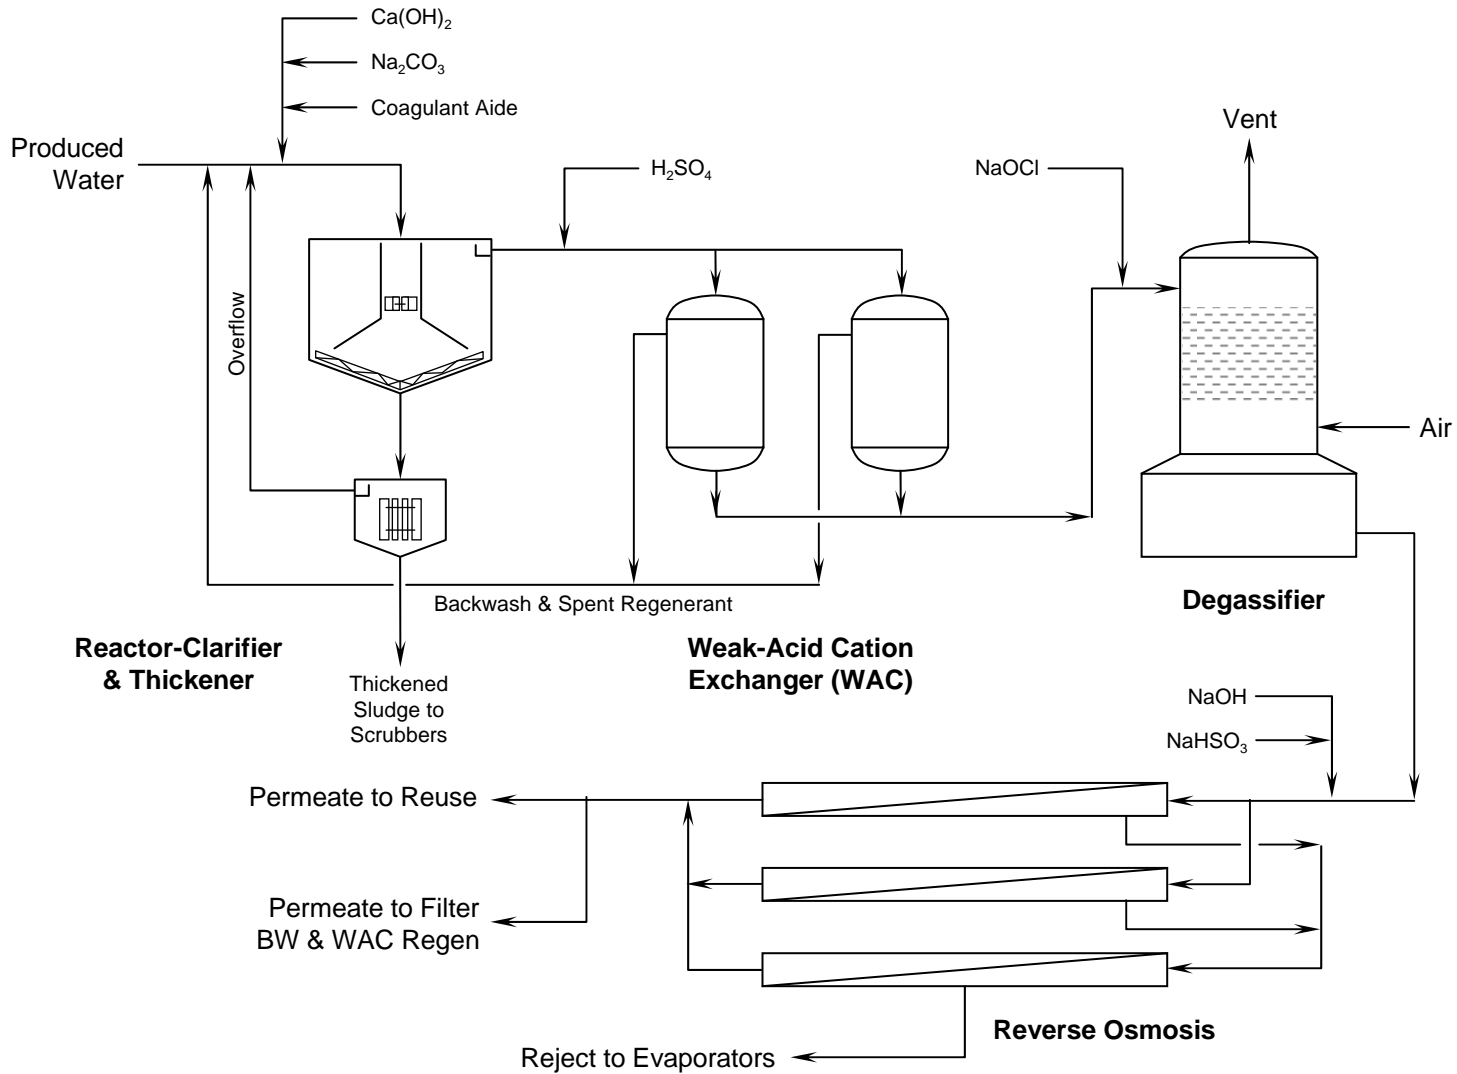 Ca(OH)₂
Na₂CO₃
Coagulant Aide
Produced
Water
H₂SO₄
NaOCl
Vent
Overflow
Air
Backwash & Spent Regenerant
Degassifier
Reactor-Clarifier
& Thickener
Weak-Acid Cation
Exchanger (WAC)
Thickened
Sludge to
Scrubbers
NaOH
NaHSO₃
Permeate to Reuse
Permeate to Filter
BW & WAC Regen
Reverse Osmosis
Reject to Evaporators